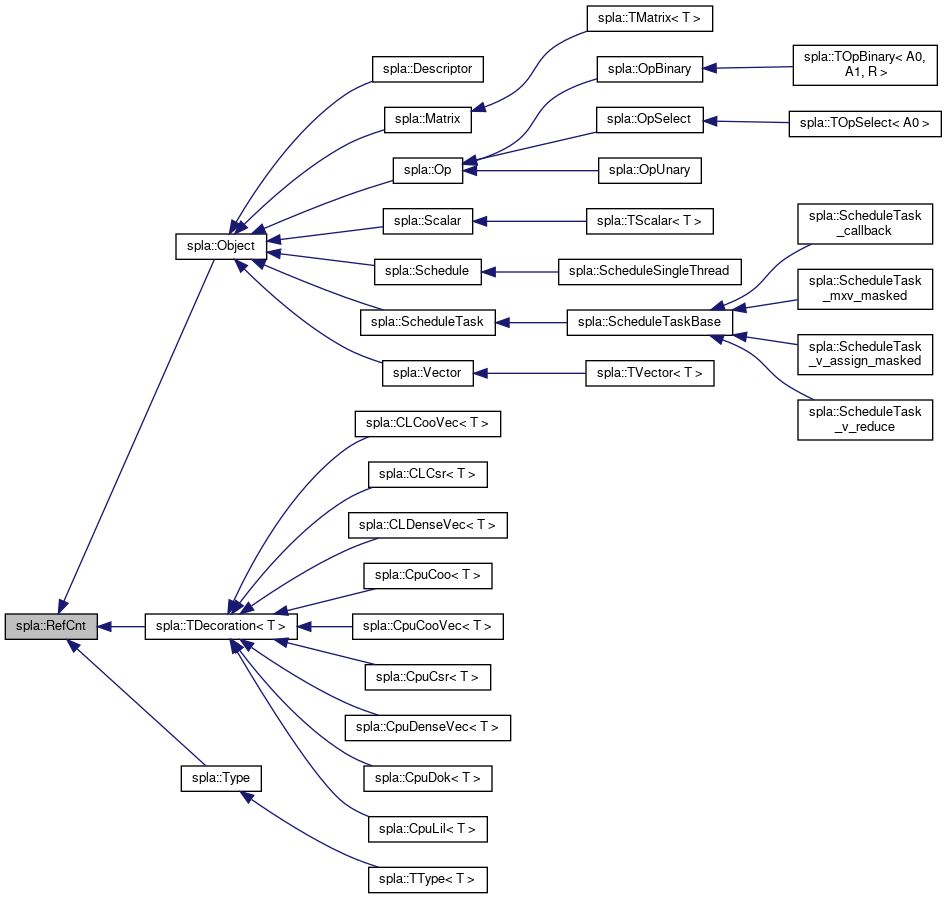 spla::TMatrix< T >
spla::Descriptor
spla::OpBinary
spla::TOpBinary< A0,
A1, R >
spla::Matrix
spla::OpSelect
spla::TOpSelect< A0 >
spla::Op
spla::OpUnary
spla::Scalar
spla::TScalar< T >
spla::ScheduleTask
_callback
spla::Object
spla::Schedule
spla::ScheduleSingleThread
spla::ScheduleTask
_mxv_masked
spla::ScheduleTask
spla::ScheduleTaskBase
spla::ScheduleTask
_v_assign_masked
spla::Vector
spla::TVector< T >
spla::ScheduleTask
_v_reduce
spla::CLCooVec< T >
spla::CLCsr< T >
spla::CLDenseVec< T >
spla::CpuCoo< T >
spla::RefCnt
spla::TDecoration< T >
spla::CpuCooVec< T >
spla::CpuCsr< T >
spla::CpuDenseVec< T >
spla::Type
spla::CpuDok< T >
spla::CpuLil< T >
spla::TType< T >